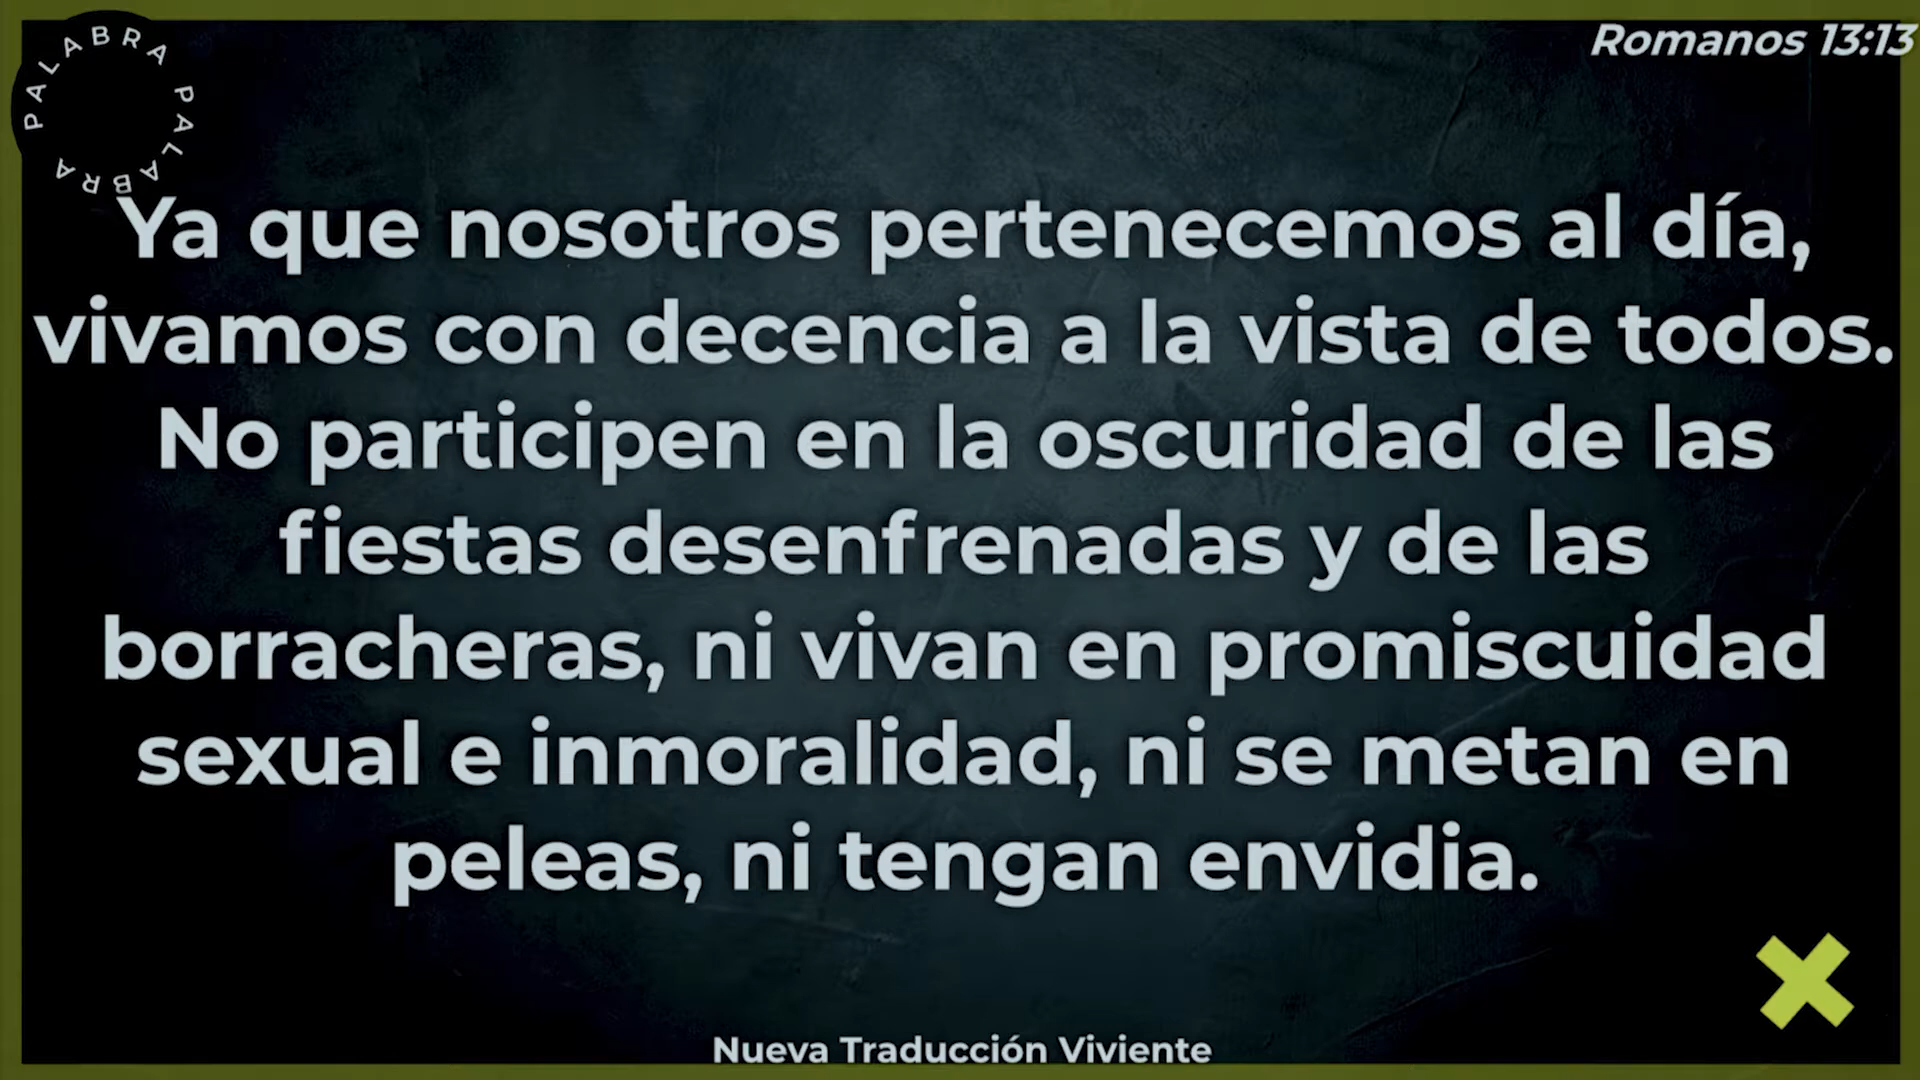 PALABRA PALABRA
Romanos 13:13
Ya que nosotros pertenecemos al día,
vivamos con decencia a la vista de todos.
No participen en la oscuridad de las
fiestas desenfrenadas y de las
borracheras, ni vivan en promiscuidad
sexual e inmoralidad, ni se metan en
peleas, ni tengan envidia.
Nueva Traducción Viviente